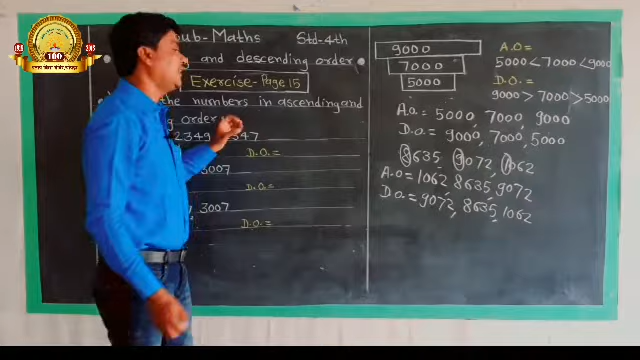 Sub-Maths Std-4th
and descending order.
Exercise-Page 15
the numbers in ascending and
order
2349
47
D.O.=
3007
D.O.=
3007
D.O.=
9000
7000
5000
A.O=
5000<7000<9000
D.O.=
9000>7000>5000
A.O.= 5000, 7000, 9000
D.O.= 9000, 7000, 5000
8635, 9072, 1062
A.O=1062, 8635, 9072
D.O.=9072, 8635, 1062
100